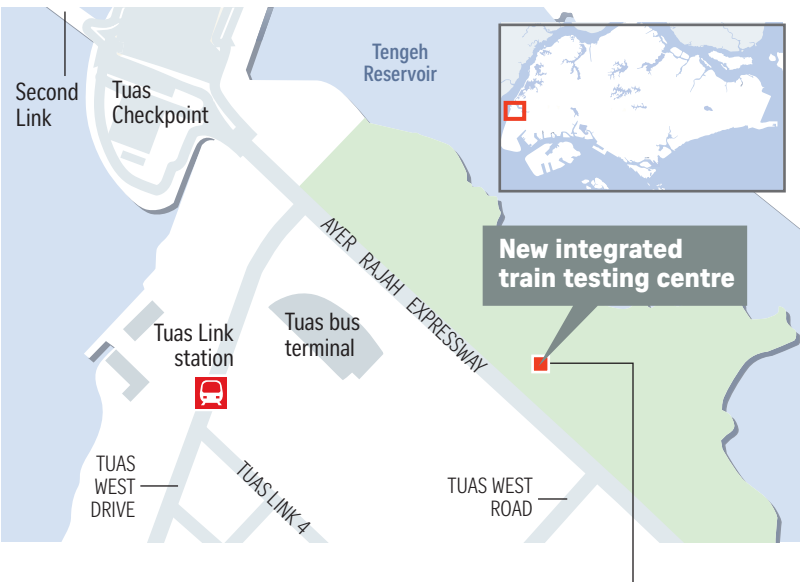 Second
Link
Tuas
Checkpoint
Tengeh
Reservoir
AYER RAJAH EXPRESSWAY
New integrated
train testing centre
Tuas Link
station
Tuas bus
terminal
TUAS
WEST
DRIVE
TUAS LINK 4
TUAS WEST
ROAD